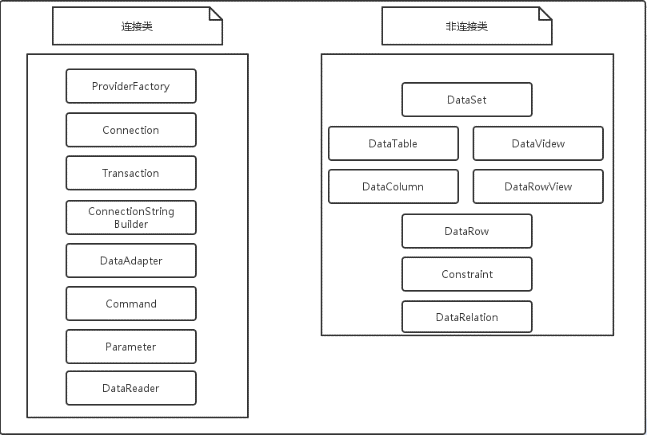 连接类
ProviderFactory
Connection
Transaction
ConnectionString
Builder
DataAdapter
Command
Parameter
DataReader
非连接类
DataSet
DataTable
DataVidew
DataColumn
DataRowView
DataRow
Constraint
DataRelation